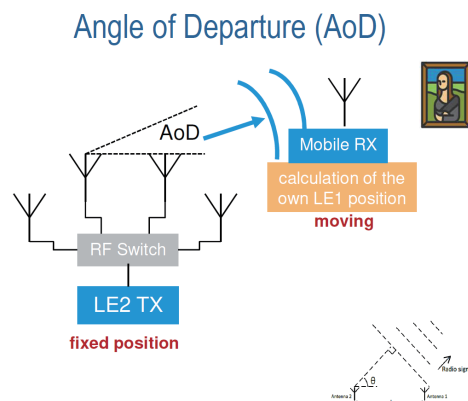 Angle of Departure (AoD)
AoD
Mobile RX
calculation of the
own LE1 position
moving
RF Switch
LE2 TX
fixed position
Radio sigr
θ
Antenna 2
Antenna 1